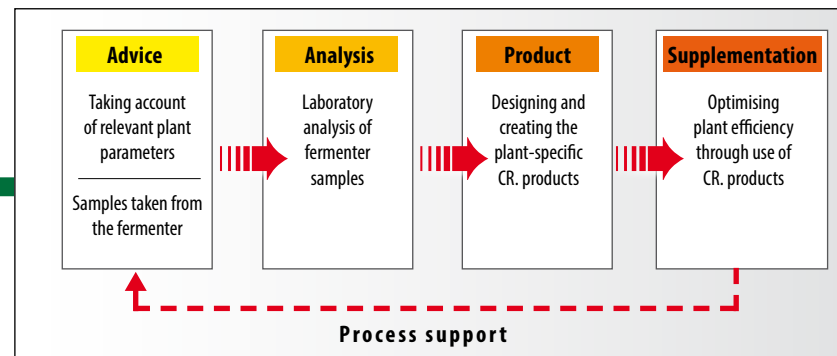 Advice
Taking account
of relevant plant
parameters
Samples taken from
the fermenter
Analysis
Laboratory
analysis of
fermenter
samples
Product
Designing and
creating the
plant-specific
CR. products
Supplementation
Optimising
plant efficiency
through use of
CR. products
Process support